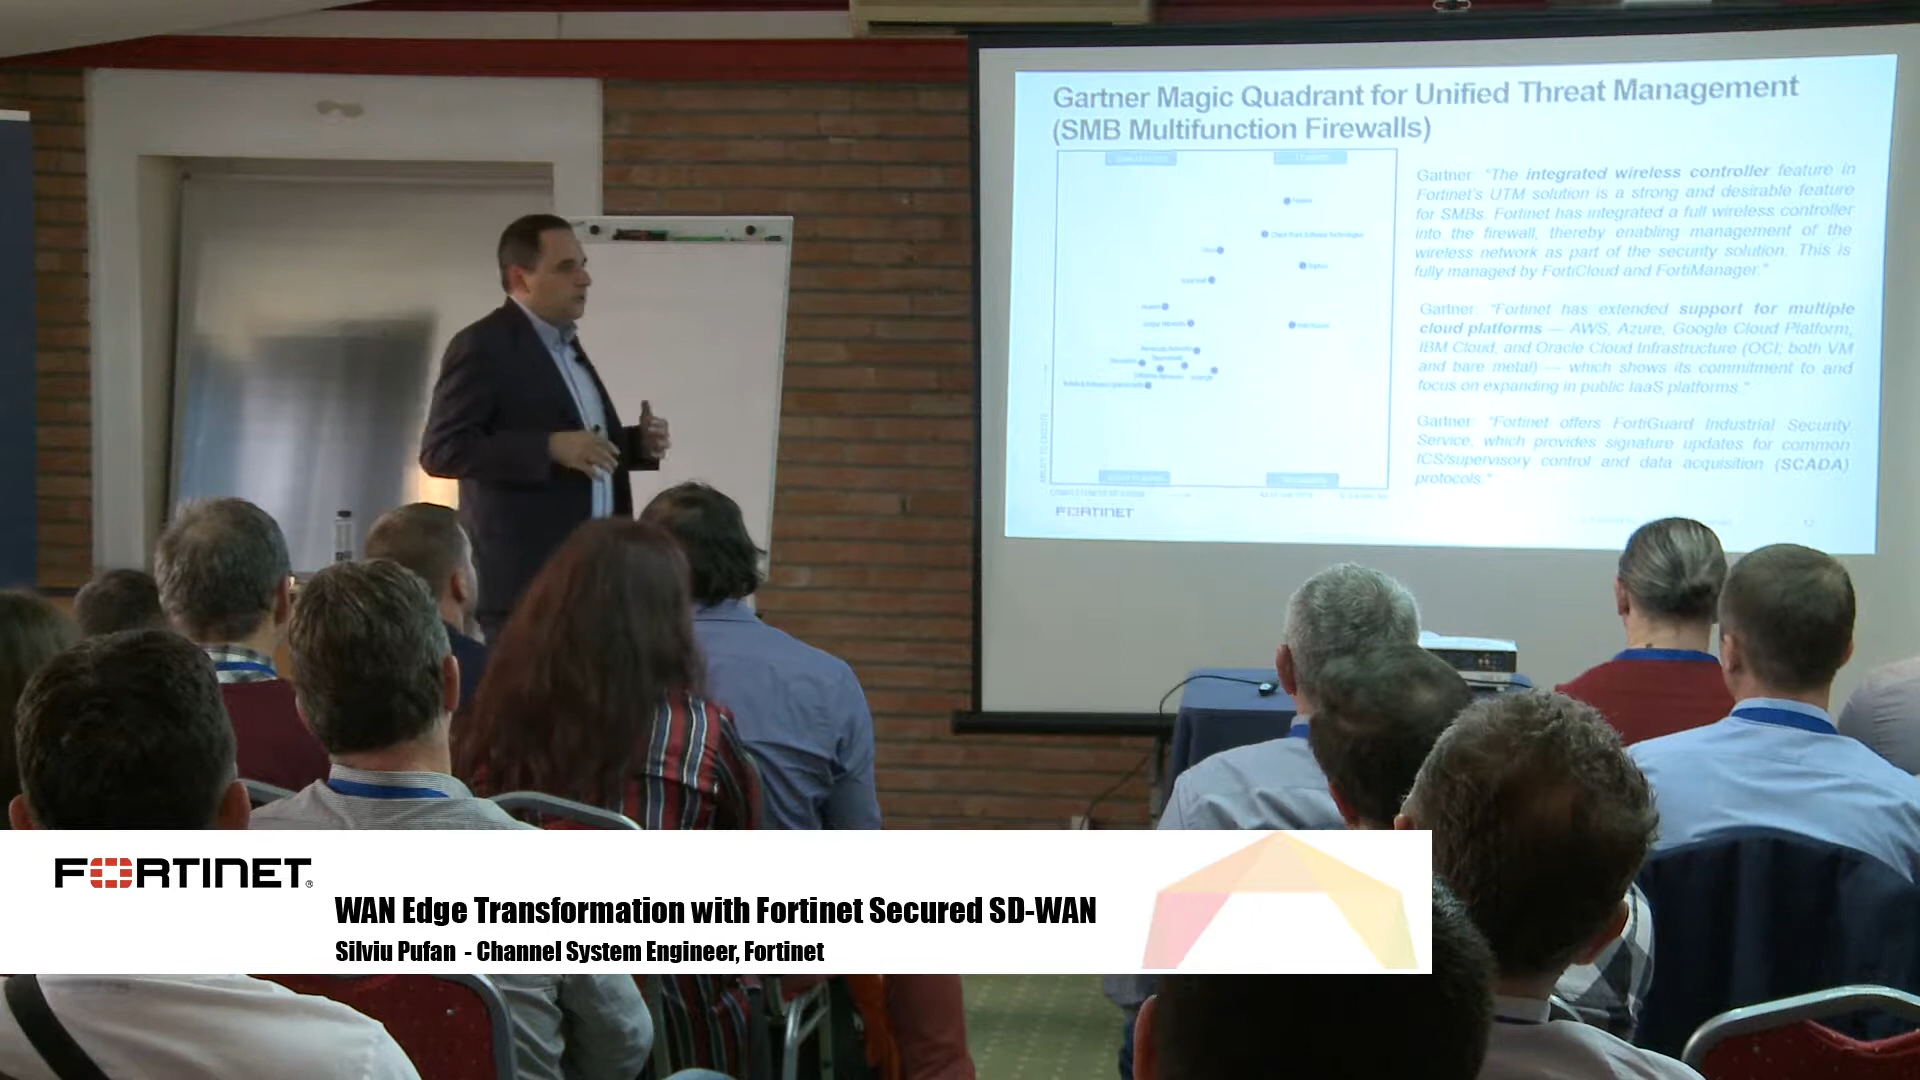 Gartner Magic Quadrant for Unified Threat Management
(SMB Multifunction Firewalls)
Check Point Software Technologies
Gartner: "The integrated wireless controller feature in
Fortinet's UTM solution is a strong and desirable feature
for SMBs. Fortinet has integrated a full wireless controller
into the firewall, thereby enabling management of the
wireless network as part of the security solution. This is
fully managed by FortiCloud and FortiManager."
Gartner: "Fortinet has extended support for multiple
cloud platforms — AWS, Azure, Google Cloud Platform,
IBM Cloud, and Oracle Cloud Infrastructure (OCI; both VM
and bare metal) — which shows its commitment to and
focus on expanding in public IaaS platforms."
Gartner: "Fortinet offers FortiGuard Industrial Security
Service, which provides signature updates for common
ICS/supervisory control and data acquisition (SCADA)
protocols."
FORTINET
12
FORTINET®
WAN Edge Transformation with Fortinet Secured SD-WAN
Silviu Pufan - Channel System Engineer, Fortinet